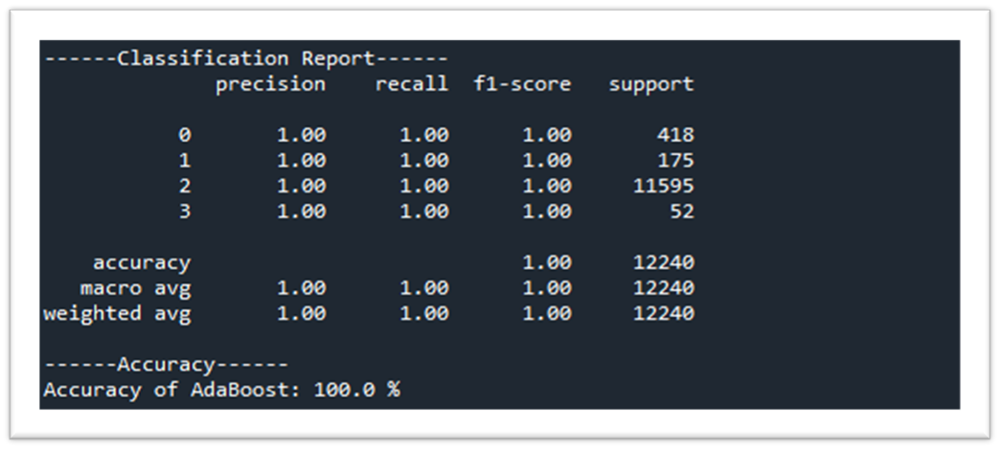 ------Classification Report------
precision recall f1-score support
0 1.00 1.00 1.00 418
1 1.00 1.00 1.00 175
2 1.00 1.00 1.00 11595
3 1.00 1.00 1.00 52
accuracy 1.00 12240
macro avg 1.00 1.00 1.00 12240
weighted avg 1.00 1.00 1.00 12240
------Accuracy------
Accuracy of AdaBoost: 100.0 %